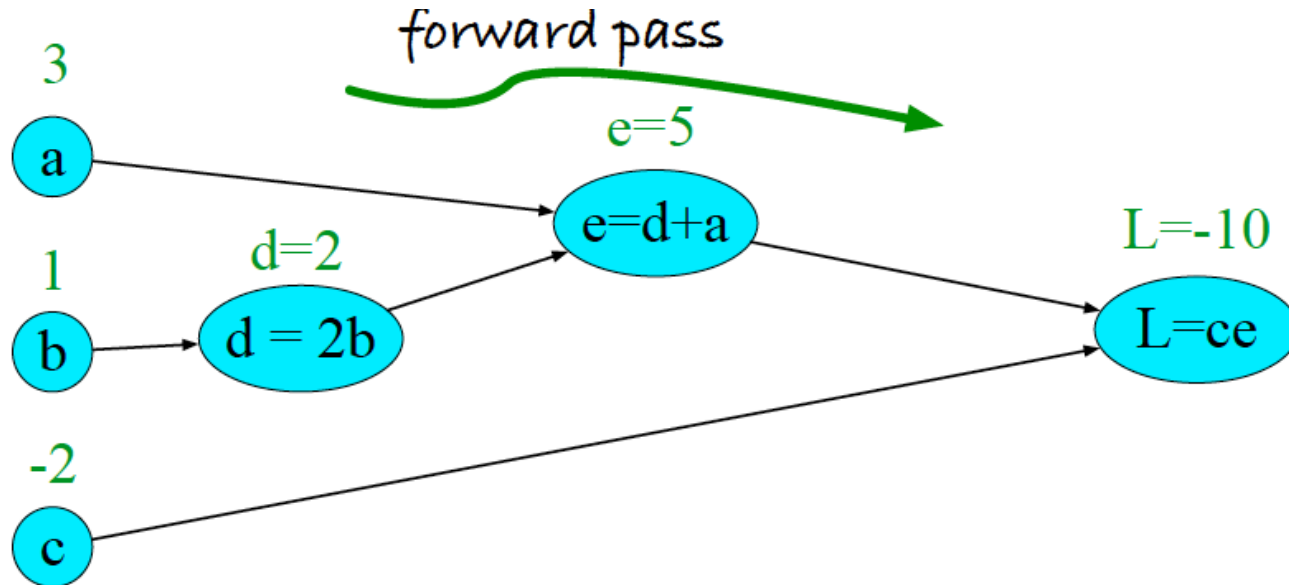 forward pass
3
a
e=5
e=d+a
1
b
d=2
d = 2b
L=-10
L=ce
-2
c